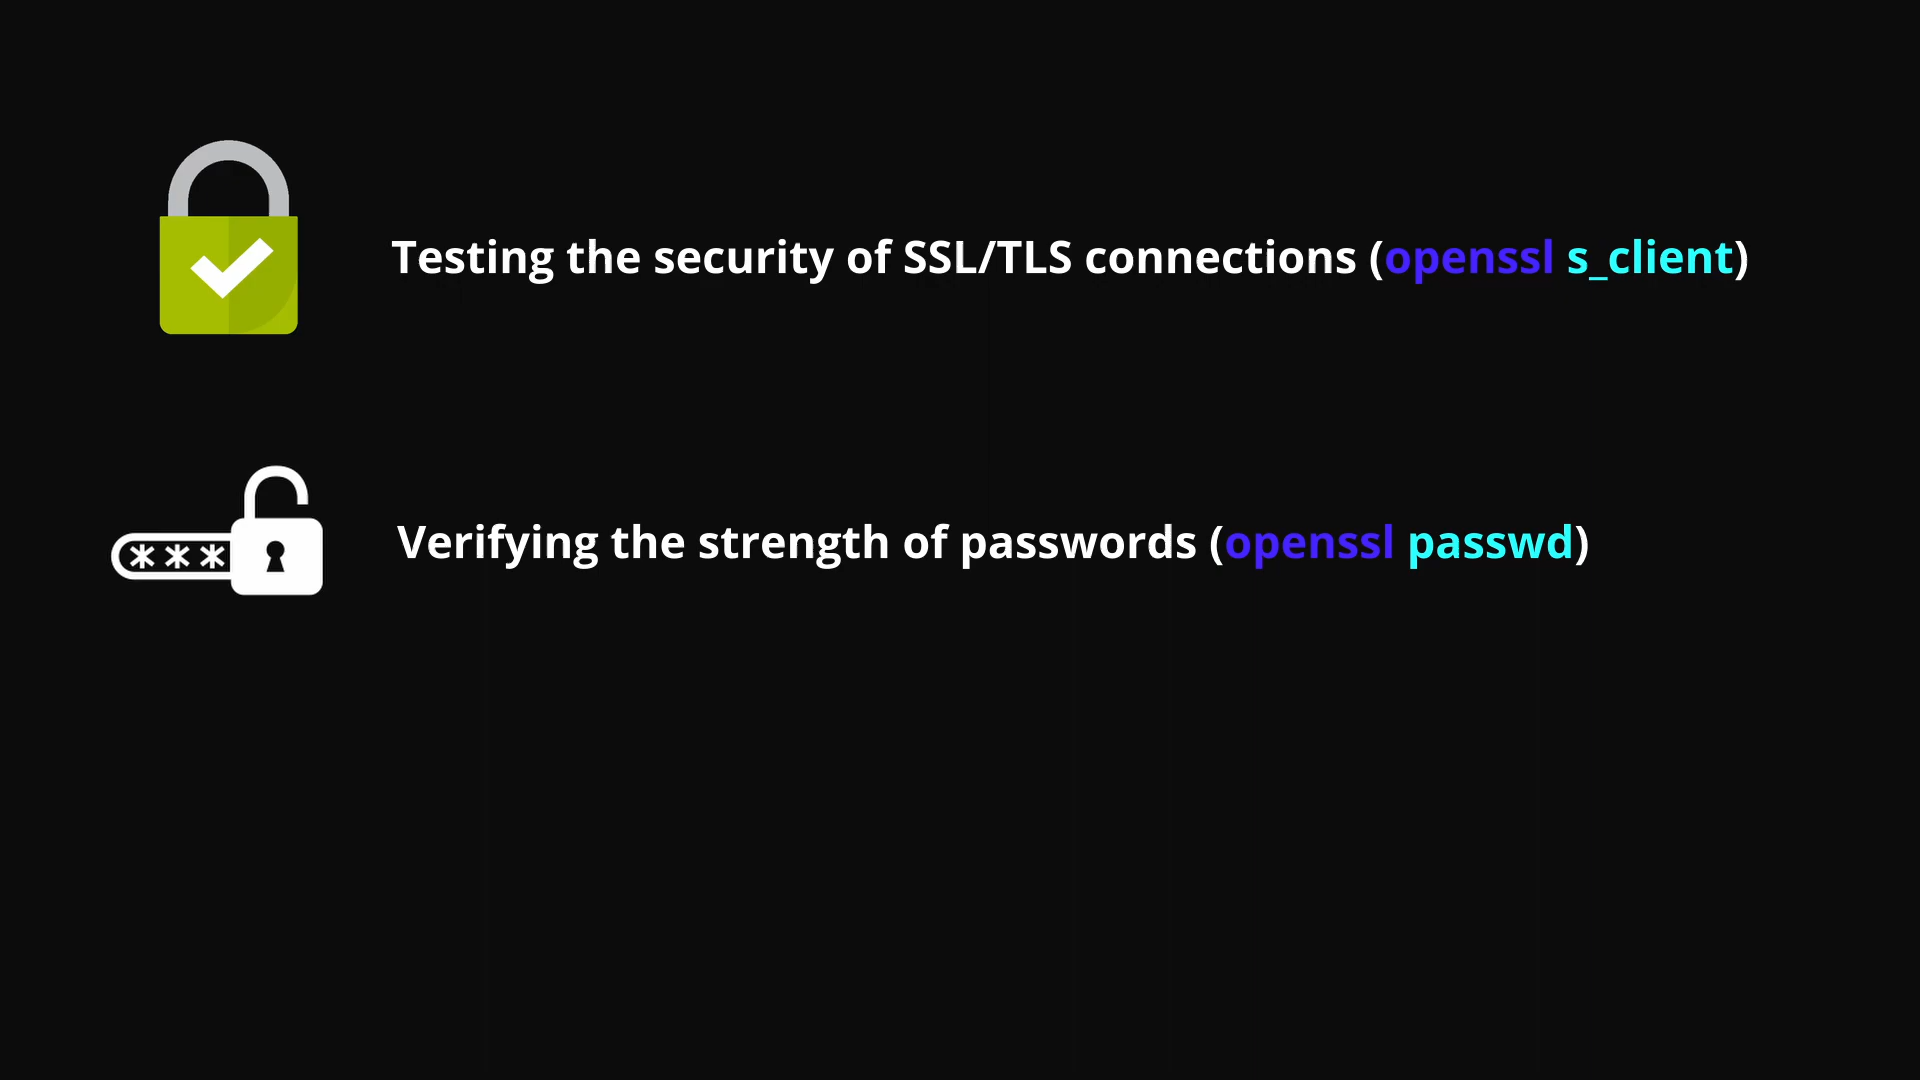 Testing the security of SSL/TLS connections (openssl s_client)
***
Verifying the strength of passwords (openssl passwd)